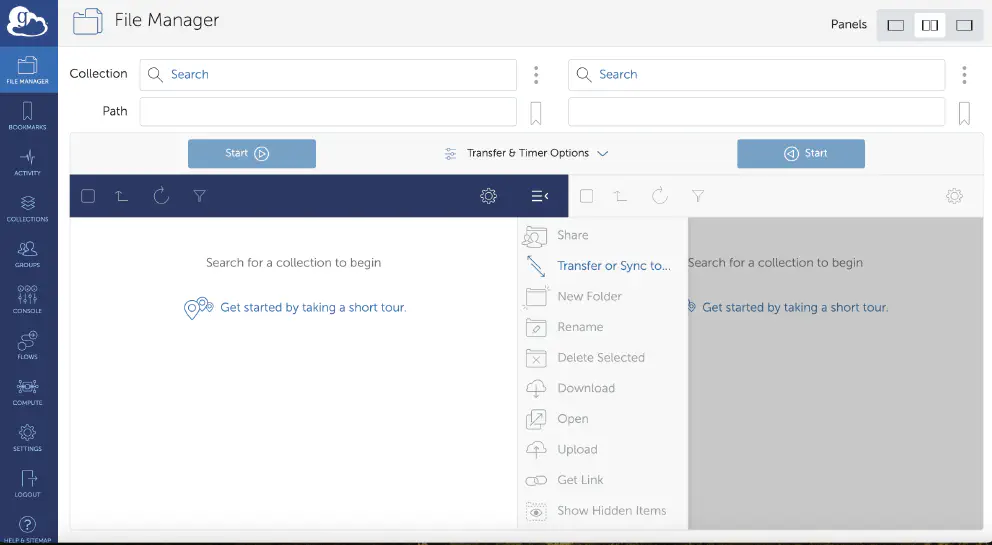 g
File Manager
Panels
FILE MANAGER
BOOKMARKS
ACTIVITY
COLLECTIONS
GROUPS
CONSOLE
FLOWS
COMPUTE
SETTINGS
LOGOUT
HELP & SITEMAP
Collection
Search
Search
Path
Start
Transfer & Timer Options
Start
Search for a collection to begin
Get started by taking a short tour.
Share
Transfer or Sync to...
New Folder
Rename
Delete Selected
Download
Open
Upload
Get Link
Show Hidden Items
Search for a collection to begin
Get started by taking a short tour.